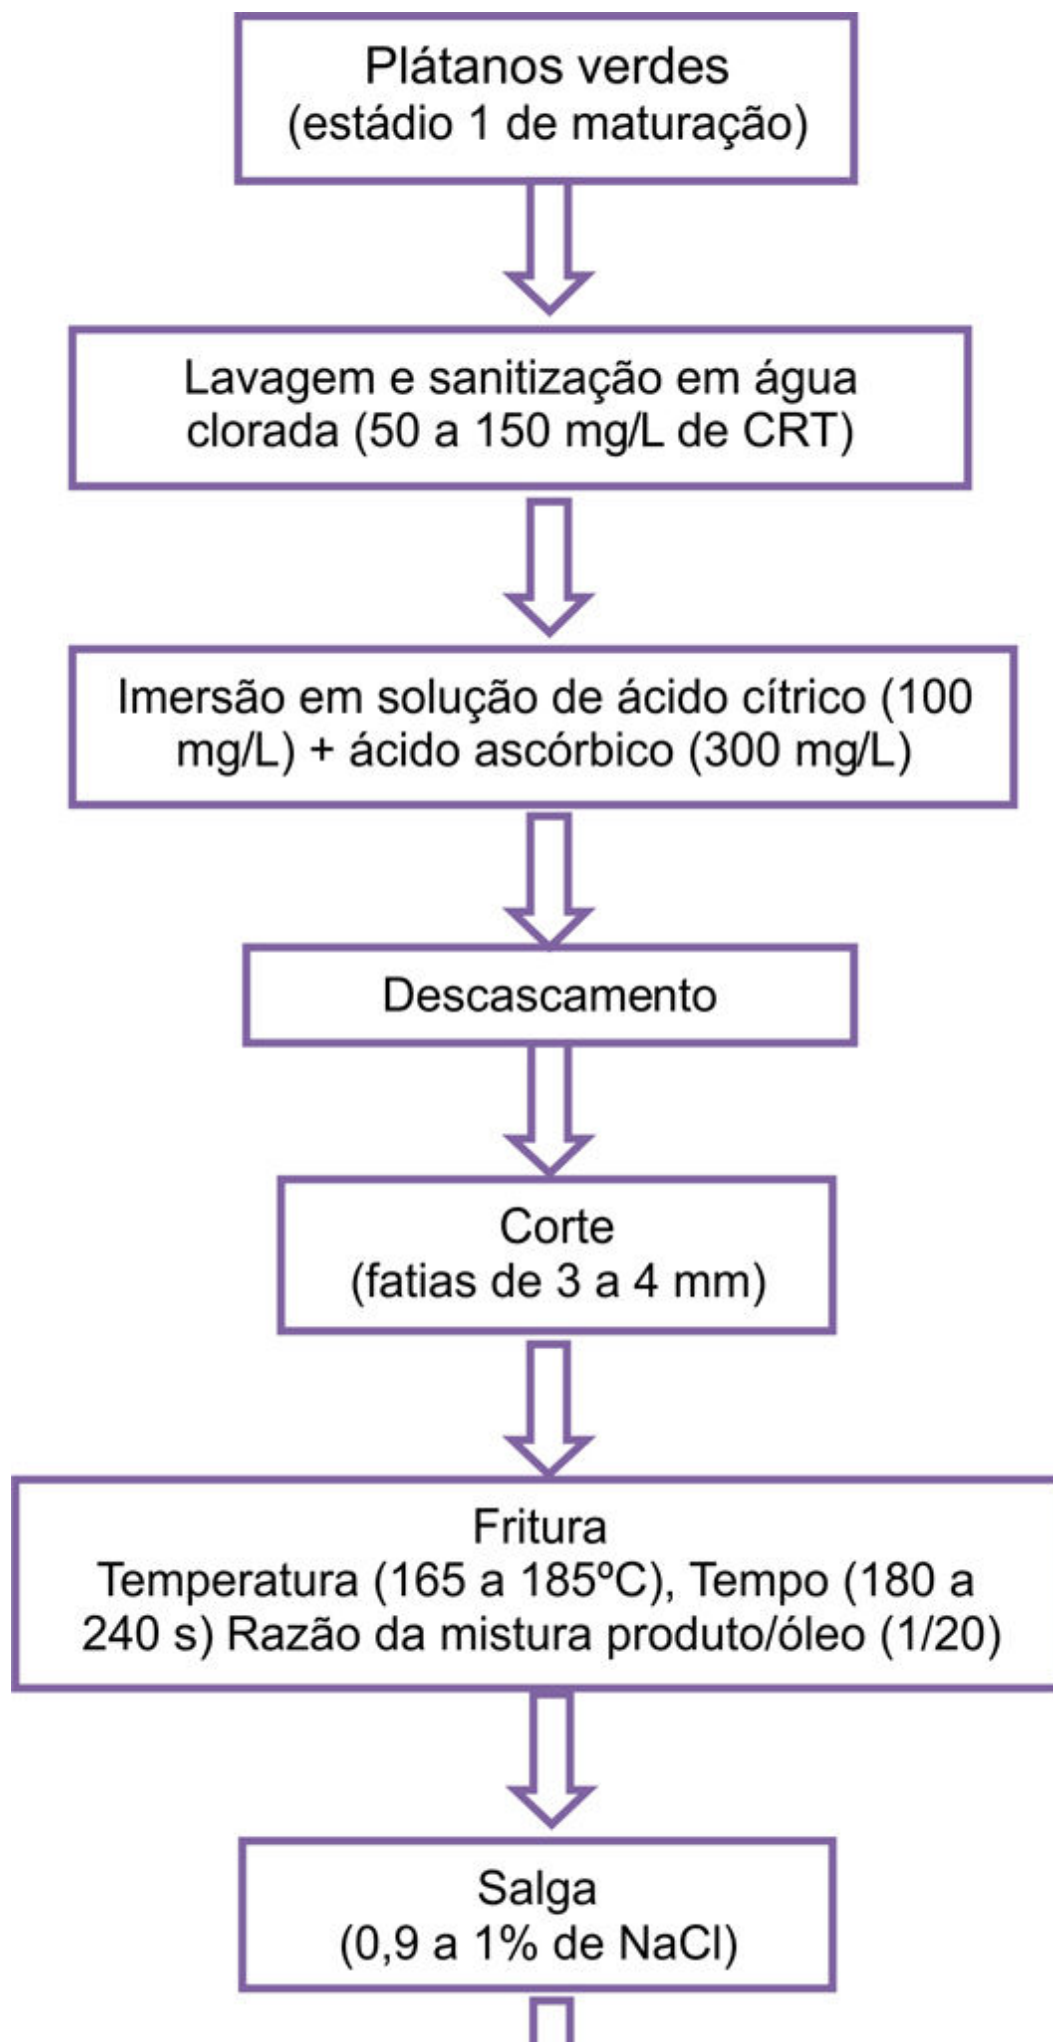 Plátanos verdes
(estádio 1 de maturação)
Lavagem e sanitização em água
clorada (50 a 150 mg/L de CRT)
Imersão em solução de ácido cítrico (100
mg/L) + ácido ascórbico (300 mg/L)
Descascamento
Corte
(fatias de 3 a 4 mm)
Fritura
Temperatura (165 a 185ºC), Tempo (180 a
240 s) Razão da mistura produto/óleo (1/20)
Salga
(0,9 a 1% de NaCl)